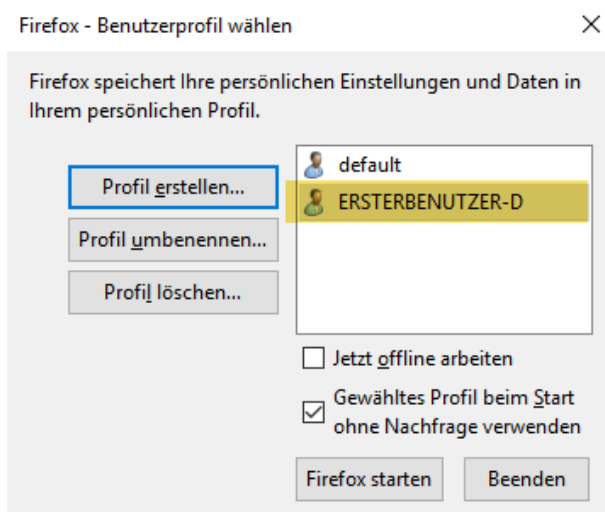 Firefox - Benutzerprofil wählen
Firefox speichert Ihre persönlichen Einstellungen und Daten in
Ihrem persönlichen Profil.
Profil erstellen...
Profil umbenennen...
Profil löschen...
default
ERSTERBENUTZER-D
Jetzt offline arbeiten
Gewähltes Profil beim Start
ohne Nachfrage verwenden
Firefox starten
Beenden